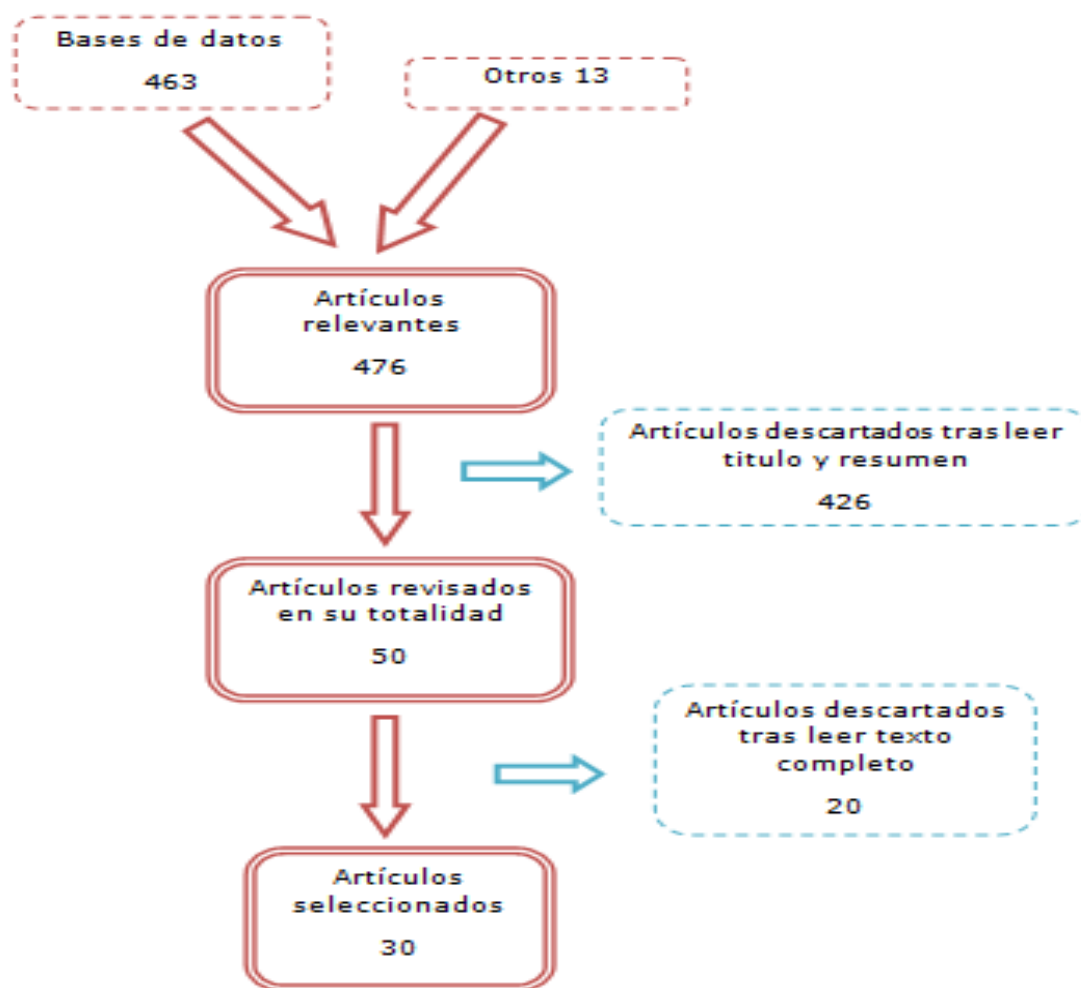 Bases de datos
463
Otros 13
Artículos
relevantes
476
Artículos descartados tras leer
titulo y resumen
426
Artículos revisados
en su totalidad
50
Artículos descartados
tras leer texto
completo
20
Artículos
seleccionados
30